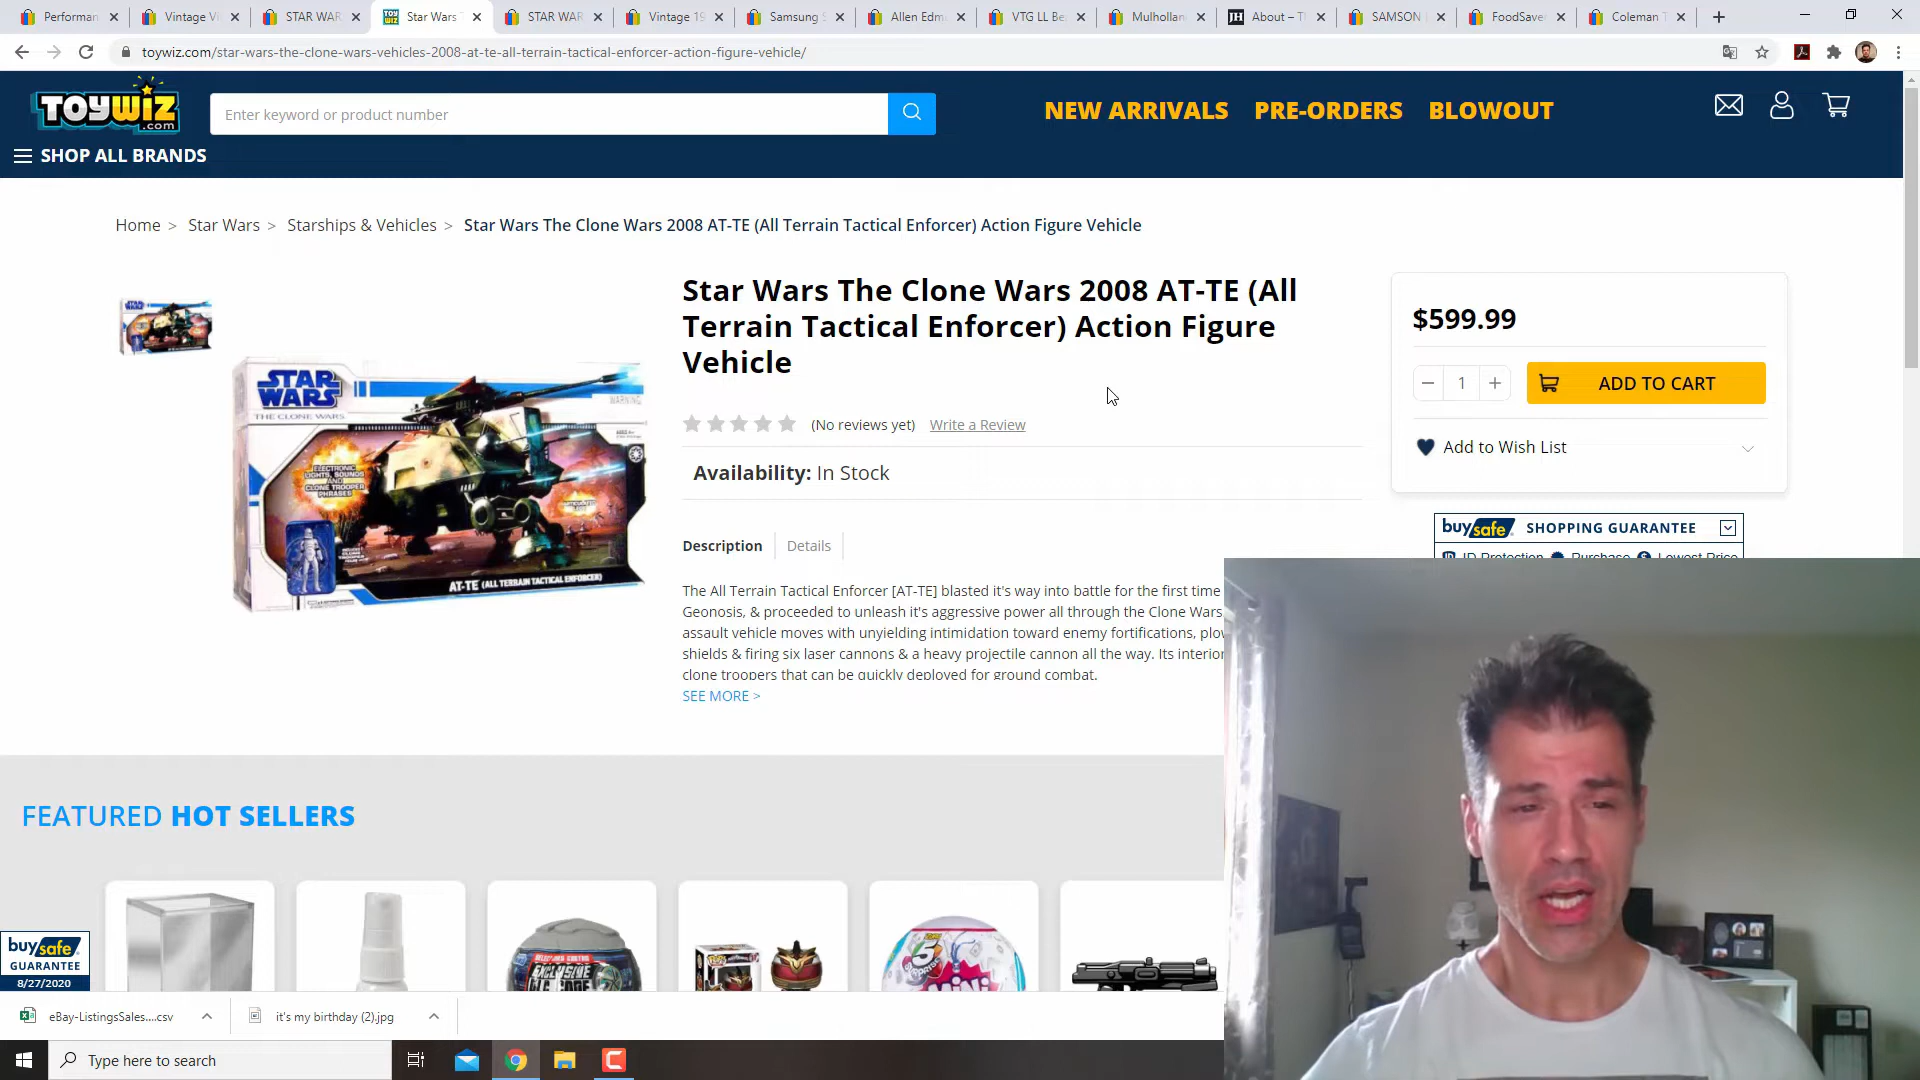 Performan
Vintage Vi
STAR WAR
Star Wars T
STAR WAR
Vintage 19
Samsung S
Allen Edm
VTG LL Be
Mulhollan
About – Th
SAMSON
FoodSave
Coleman T
toywiz.com/star-wars-the-clone-wars-vehicles-2008-at-te-all-terrain-tactical-enforcer-action-figure-vehicle/
TOYWIZ .com
Enter keyword or product number
NEW ARRIVALS PRE-ORDERS BLOWOUT
SHOP ALL BRANDS
Home > Star Wars > Starships & Vehicles > Star Wars The Clone Wars 2008 AT-TE (All Terrain Tactical Enforcer) Action Figure Vehicle
STAR WARS
THE CLONE WARS
WARNING
ELECTRONIC
LIGHTS, SOUNDS
AND
CLONE TROOPER
PHRASES
AT-TE (ALL TERRAIN TACTICAL ENFORCER)
Star Wars The Clone Wars 2008 AT-TE (All
Terrain Tactical Enforcer) Action Figure
Vehicle
(No reviews yet) Write a Review
Availability: In Stock
$599.99
1
ADD TO CART
Add to Wish List
buySAFE SHOPPING GUARANTEE
ID Protection Purchase Lowest Price
Description Details
The All Terrain Tactical Enforcer [AT-TE] blasted it's way into battle for the first time
Geonosis, & proceeded to unleash it's aggressive power all through the Clone Wars
assault vehicle moves with unyielding intimidation toward enemy fortifications, plow
shields & firing six laser cannons & a heavy projectile cannon all the way. Its interior
clone troopers that can be quickly deployed for ground combat.
SEE MORE >
FEATURED HOT SELLERS
buySAFE
GUARANTEE
8/27/2020
POP!
EXCLUSIVE
5
MINI
eBay-ListingsSales....csv
it's my birthday (2).jpg
Type here to search